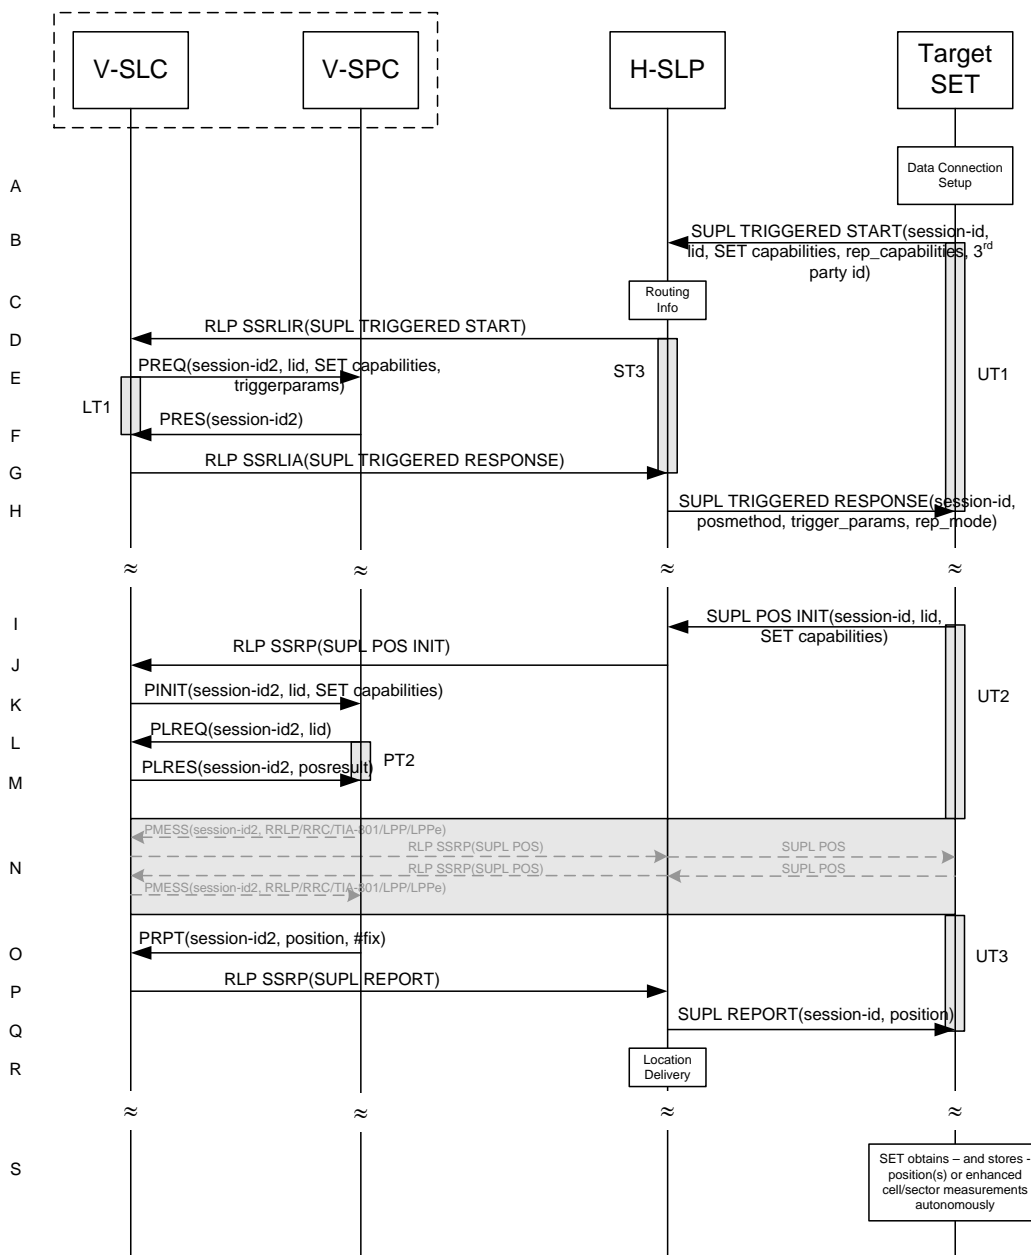 V-SLC
V-SPC
H-SLP
Target
SET
A
Data Connection
Setup
B
SUPL TRIGGERED START(session-id,
lid, SET capabilities, rep_capabilities, 3rd
party id)
C
Routing
Info
D
RLP SSRLIR(SUPL TRIGGERED START)
E
PREQ(session-id2, lid, SET capabilities,
triggerparams)
ST3
UT1
LT1
F
PRES(session-id2)
G
RLP SSRLIA(SUPL TRIGGERED RESPONSE)
H
SUPL TRIGGERED RESPONSE(session-id,
posmethod, trigger_params, rep_mode)
≈ ≈ ≈ ≈
I
SUPL POS INIT(session-id, lid,
SET capabilities)
J
RLP SSRP(SUPL POS INIT)
K
PINIT(session-id2, lid, SET capabilities)
UT2
L
PLREQ(session-id2, lid)
PT2
M
PLRES(session-id2, posresult)
PMESS(session-id2, RRLP/RRC/TIA-801/LPP/LPPe)
RLP SSRP(SUPL POS)
SUPL POS
N
RLP SSRP(SUPL POS)
SUPL POS
PMESS(session-id2, RRLP/RRC/TIA-801/LPP/LPPe)
O
PRPT(session-id2, position, #fix)
UT3
P
RLP SSRP(SUPL REPORT)
Q
SUPL REPORT(session-id, position)
R
Location
Delivery
≈ ≈ ≈ ≈
S
SET obtains – and stores -
position(s) or enhanced
cell/sector measurements
autonomously